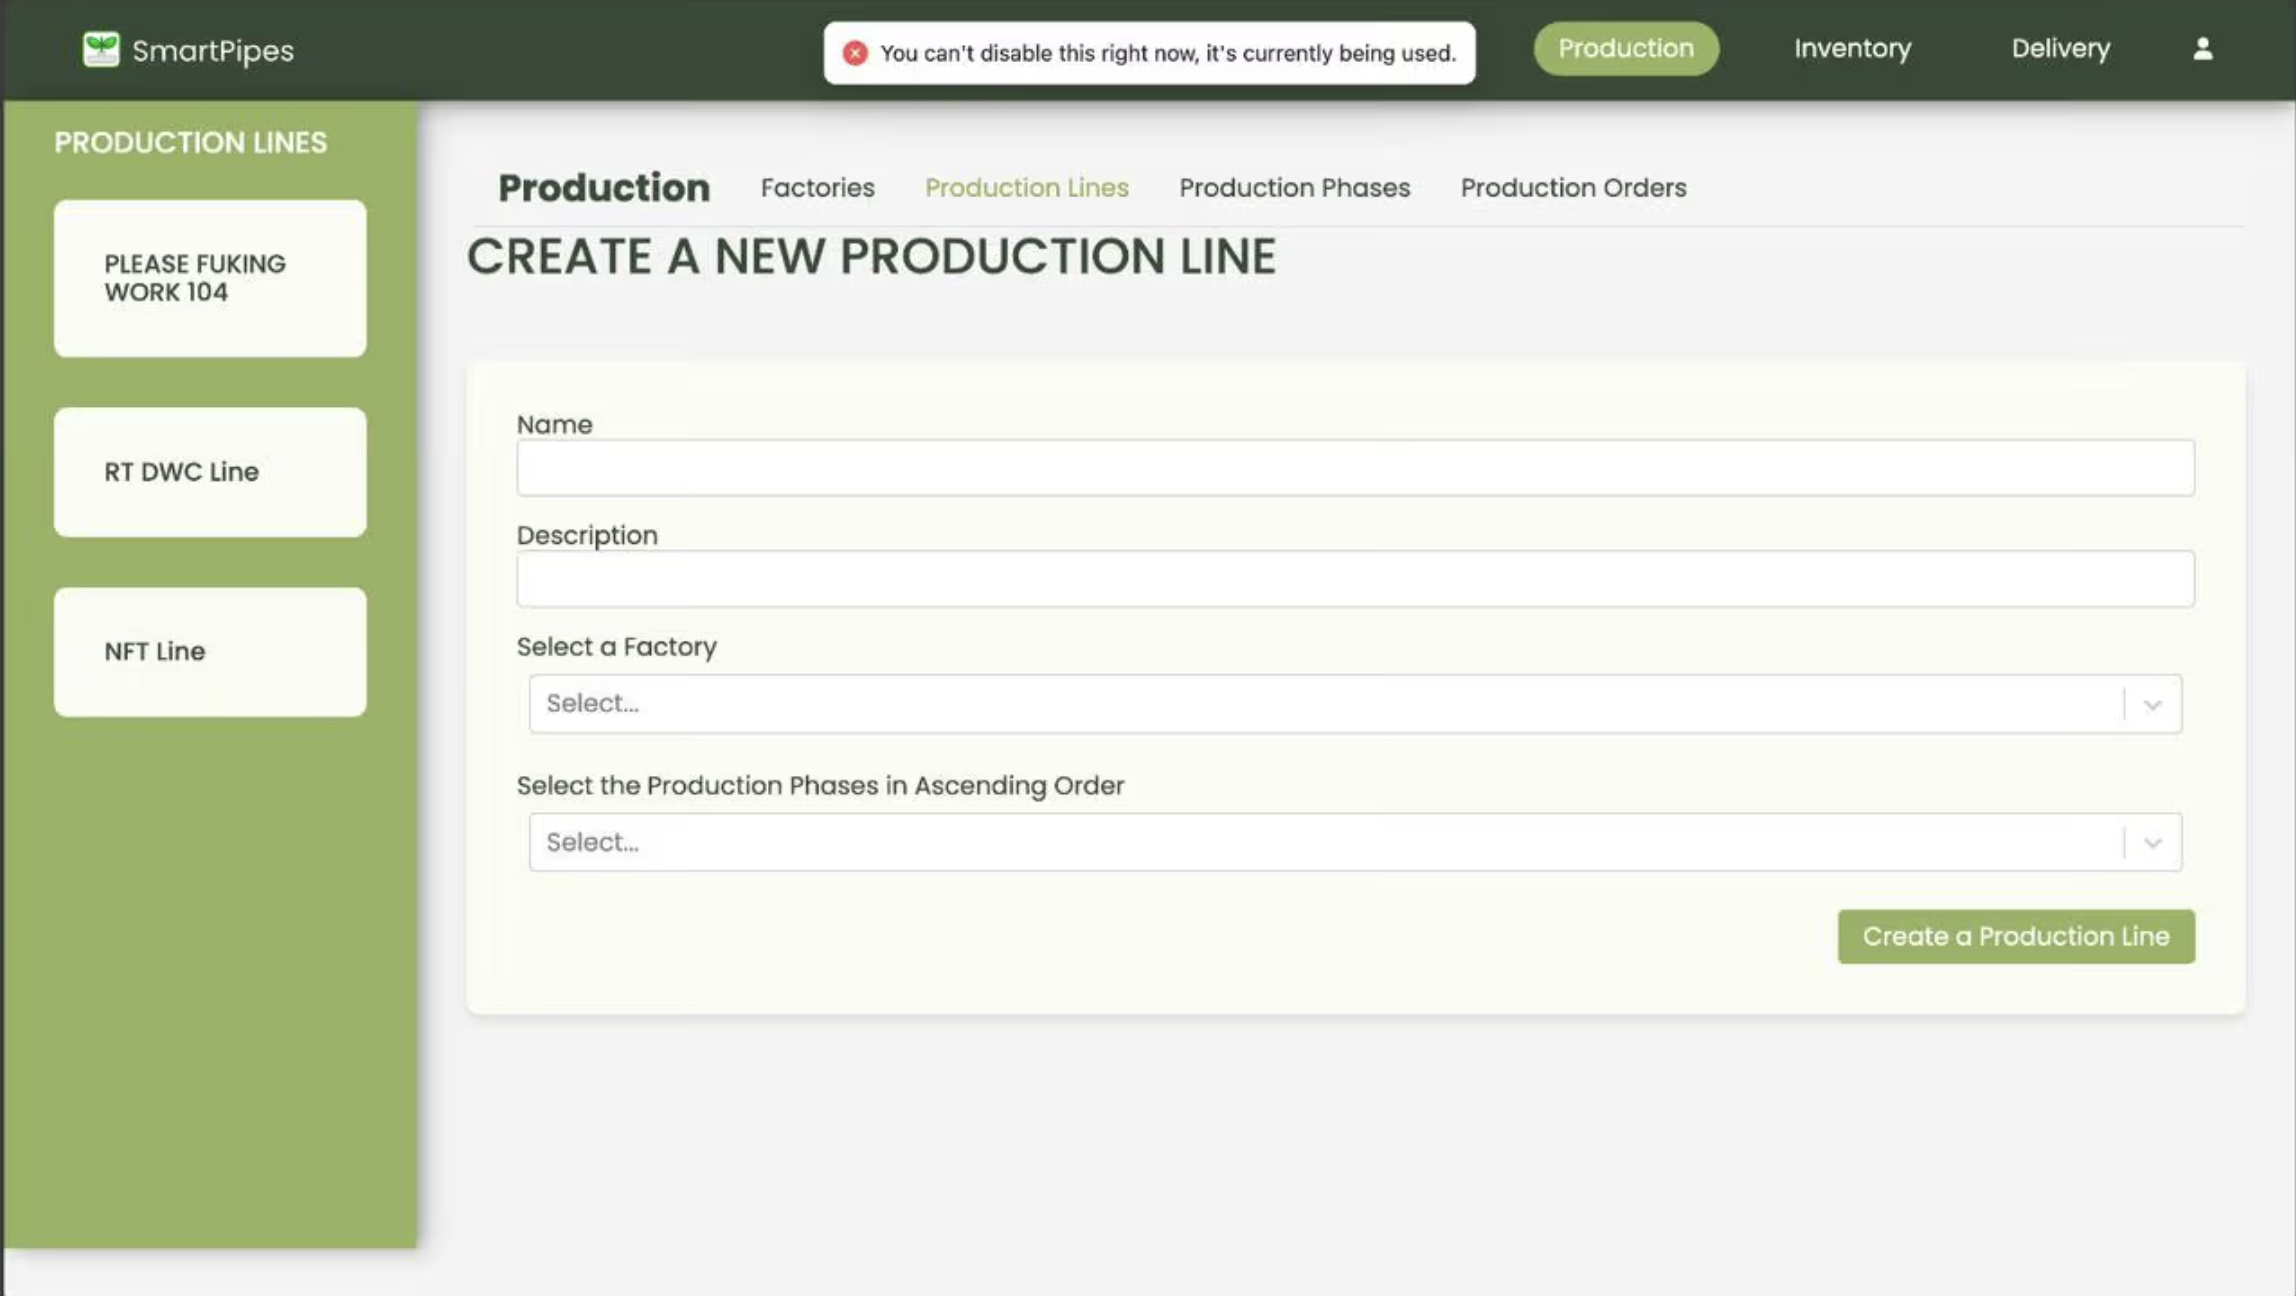 SmartPipes
You can't disable this right now, it's currently being used.
Production
Inventory
Delivery
PRODUCTION LINES
PLEASE FUKING
WORK 104
RT DWC Line
NFT Line
Production
Factories
Production Lines
Production Phases
Production Orders
CREATE A NEW PRODUCTION LINE
Name
Description
Select a Factory
Select...
Select the Production Phases in Ascending Order
Select...
Create a Production Line